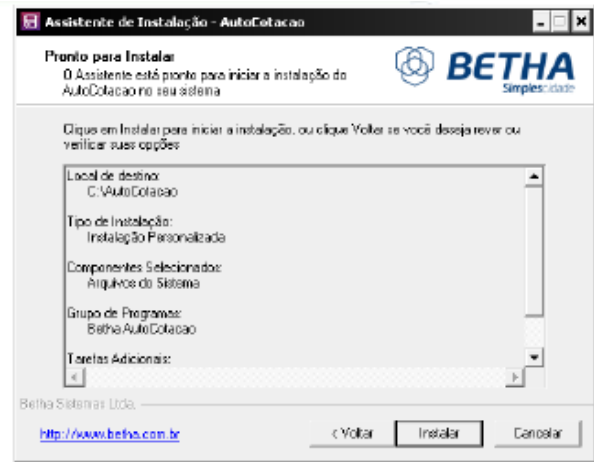 Assistente de Instalação - AutoCotacao
Pronto para Instalar
O Assistente está pronto para iniciar a instalação do
AutoCotacao no seu sistema
BETHA
Simplescidade
Clique em Instalar para iniciar a instalação, ou clique Voltar se você deseja rever ou
verificar suas opções
Local de destino:
C:\AutoCotacao
Tipo de Instalação:
Instalação Personalizada
Componentes Selecionados:
Arquivos do Sistema
Grupo de Programas:
Betha AutoCotacao
Tarefas Adicionais:
Betha Sistemas Ltda.
http://www.betha.com.br
< Voltar
Instalar
Cancelar